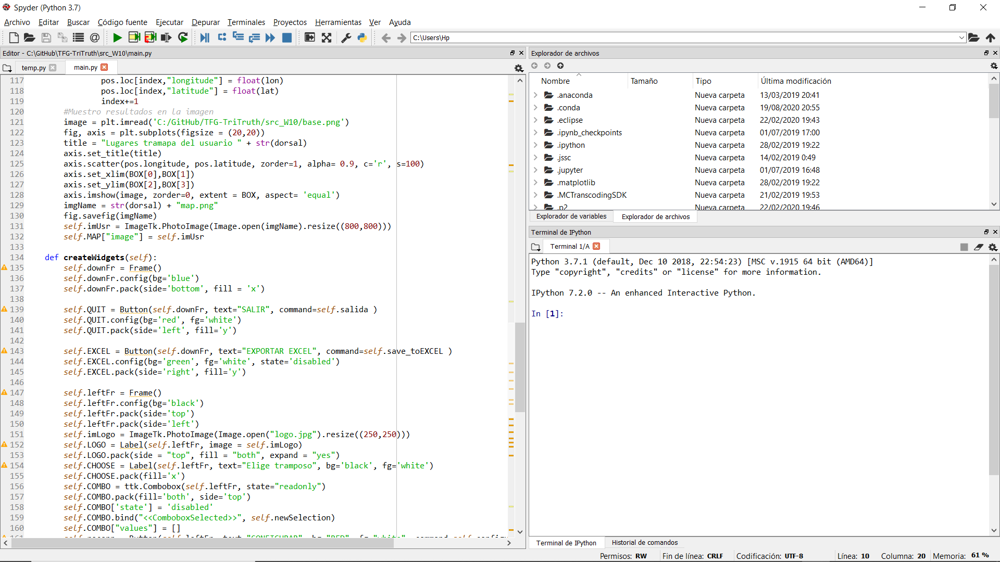 Spyder (Python 3.7)
Archivo Editar Buscar Código fuente Ejecutar Depurar Terminales Proyectos Herramientas Ver Ayuda
C:\Users\Hp
Editor - C:\GitHub\TFG-TriTruth\src_W10\main.py
temp.py main.py
117 pos.loc[index,"longitude"] = float(lon)
118 pos.loc[index,"latitude"] = float(lat)
119 index+=1
120 #Muestro resultados en la imagen
121 image = plt.imread('C:/GitHub/TFG-TriTruth/src_W10/base.png')
122 fig, axis = plt.subplots(figsize = (20,20))
123 title = "Lugares tramapa del usuario " + str(dorsal)
124 axis.set_title(title)
125 axis.scatter(pos.longitude, pos.latitude, zorder=1, alpha= 0.9, c='r', s=100)
126 axis.set_xlim(BOX[0],BOX[1])
127 axis.set_ylim(BOX[2],BOX[3])
128 axis.imshow(image, zorder=0, extent = BOX, aspect= 'equal')
129 imgName = str(dorsal) + "map.png"
130 fig.savefig(imgName)
131 self.imUsr = ImageTk.PhotoImage(Image.open(imgName).resize((800,800)))
132 self.MAP["image"] = self.imUsr
133
134 def createWidgets(self):
135 self.downFr = Frame()
136 self.downFr.config(bg='blue')
137 self.downFr.pack(side='bottom', fill = 'x')
138
139 self.QUIT = Button(self.downFr, text="SALIR", command=self.salida )
140 self.QUIT.config(bg='red', fg='white')
141 self.QUIT.pack(side='left', fill='y')
142
143 self.EXCEL = Button(self.downFr, text="EXPORTAR EXCEL", command=self.save_toEXCEL )
144 self.EXCEL.config(bg='green', fg='white', state='disabled')
145 self.EXCEL.pack(side='right', fill='y')
146
147 self.leftFr = Frame()
148 self.leftFr.config(bg='black')
149 self.leftFr.pack(side='top')
150 self.leftFr.pack(side='left')
151 self.imLogo = ImageTk.PhotoImage(Image.open("logo.jpg").resize((250,250)))
152 self.LOGO = Label(self.leftFr, image = self.imLogo)
153 self.LOGO.pack(side = "top", fill = "both", expand = "yes")
154 self.CHOOSE = Label(self.leftFr, text="Elige tramposo", bg='black', fg='white')
155 self.CHOOSE.pack(fill='x')
156 self.COMBO = ttk.Combobox(self.leftFr, state="readonly")
157 self.COMBO.pack(fill='both', side='top')
158 self.COMBO['state'] = 'disabled'
159 self.COMBO.bind("<<ComboboxSelected>>", self.newSelection)
160 self.COMBO["values"] = []
Explorador de archivos
Nombre Tamaño Tipo Última modificación
.anaconda Nueva carpeta 13/03/2019 20:41
.conda Nueva carpeta 19/08/2020 20:55
.eclipse Nueva carpeta 22/02/2020 19:43
.ipynb_checkpoints Nueva carpeta 01/07/2019 17:00
.ipython Nueva carpeta 28/02/2019 19:22
.jssc Nueva carpeta 14/02/2019 0:49
.jupyter Nueva carpeta 01/07/2019 16:48
.matplotlib Nueva carpeta 28/02/2019 19:22
.MCTranscodingSDK Nueva carpeta 21/02/2019 19:53
.p2 Nueva carpeta 22/02/2020 19:46
Explorador de variables Explorador de archivos
Terminal de IPython
Terminal 1/A
Python 3.7.1 (default, Dec 10 2018, 22:54:23) [MSC v.1915 64 bit (AMD64)]
Type "copyright", "credits" or "license" for more information.
IPython 7.2.0 -- An enhanced Interactive Python.
In [1]:
Terminal de IPython Historial de comandos
Permisos: RW Fin de línea: CRLF Codificación: UTF-8 Línea: 10 Columna: 20 Memoria: 61 %